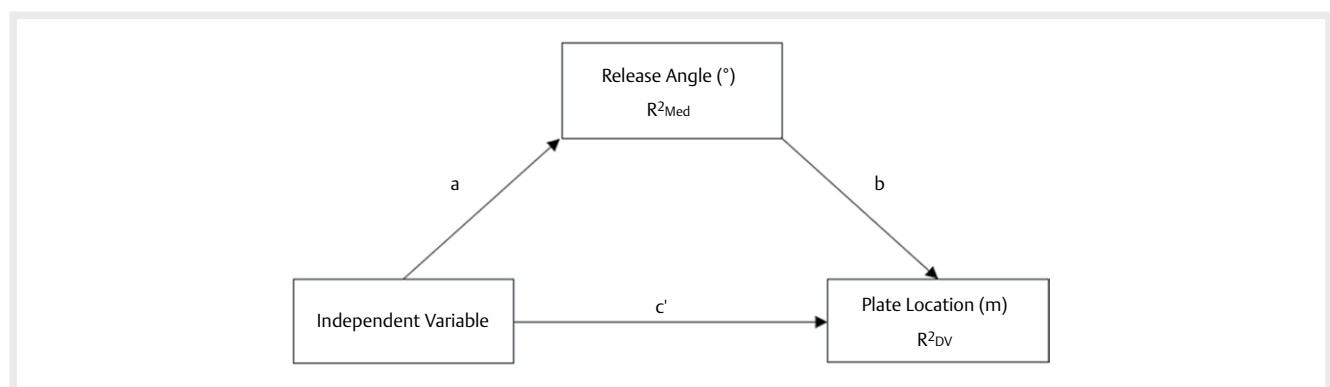 Release Angle (°)
R²Med
a
b
Independent Variable
c'
Plate Location (m)
R²DV